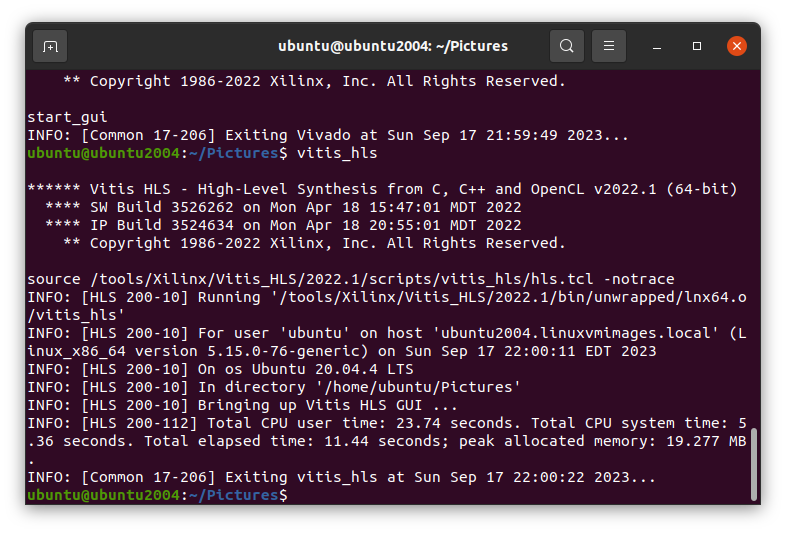 ubuntu@ubuntu2004: ~/Pictures
** Copyright 1986-2022 Xilinx, Inc. All Rights Reserved.
start_gui
INFO: [Common 17-206] Exiting Vivado at Sun Sep 17 21:59:49 2023...
ubuntu@ubuntu2004:~/Pictures$ vitis_hls
****** Vitis HLS - High-Level Synthesis from C, C++ and OpenCL v2022.1 (64-bit)
**** SW Build 3526262 on Mon Apr 18 15:47:01 MDT 2022
**** IP Build 3524634 on Mon Apr 18 20:55:01 MDT 2022
** Copyright 1986-2022 Xilinx, Inc. All Rights Reserved.
source /tools/Xilinx/Vitis_HLS/2022.1/scripts/vitis_hls/hls.tcl -notrace
INFO: [HLS 200-10] Running '/tools/Xilinx/Vitis_HLS/2022.1/bin/unwrapped/lnx64.o
/vitis_hls'
INFO: [HLS 200-10] For user 'ubuntu' on host 'ubuntu2004.linuxvmimages.local' (L
inux_x86_64 version 5.15.0-76-generic) on Sun Sep 17 22:00:11 EDT 2023
INFO: [HLS 200-10] On os Ubuntu 20.04.4 LTS
INFO: [HLS 200-10] In directory '/home/ubuntu/Pictures'
INFO: [HLS 200-10] Bringing up Vitis HLS GUI ...
INFO: [HLS 200-112] Total CPU user time: 23.74 seconds. Total CPU system time: 5
.36 seconds. Total elapsed time: 11.44 seconds; peak allocated memory: 19.277 MB
.
INFO: [Common 17-206] Exiting vitis_hls at Sun Sep 17 22:00:22 2023...
ubuntu@ubuntu2004:~/Pictures$